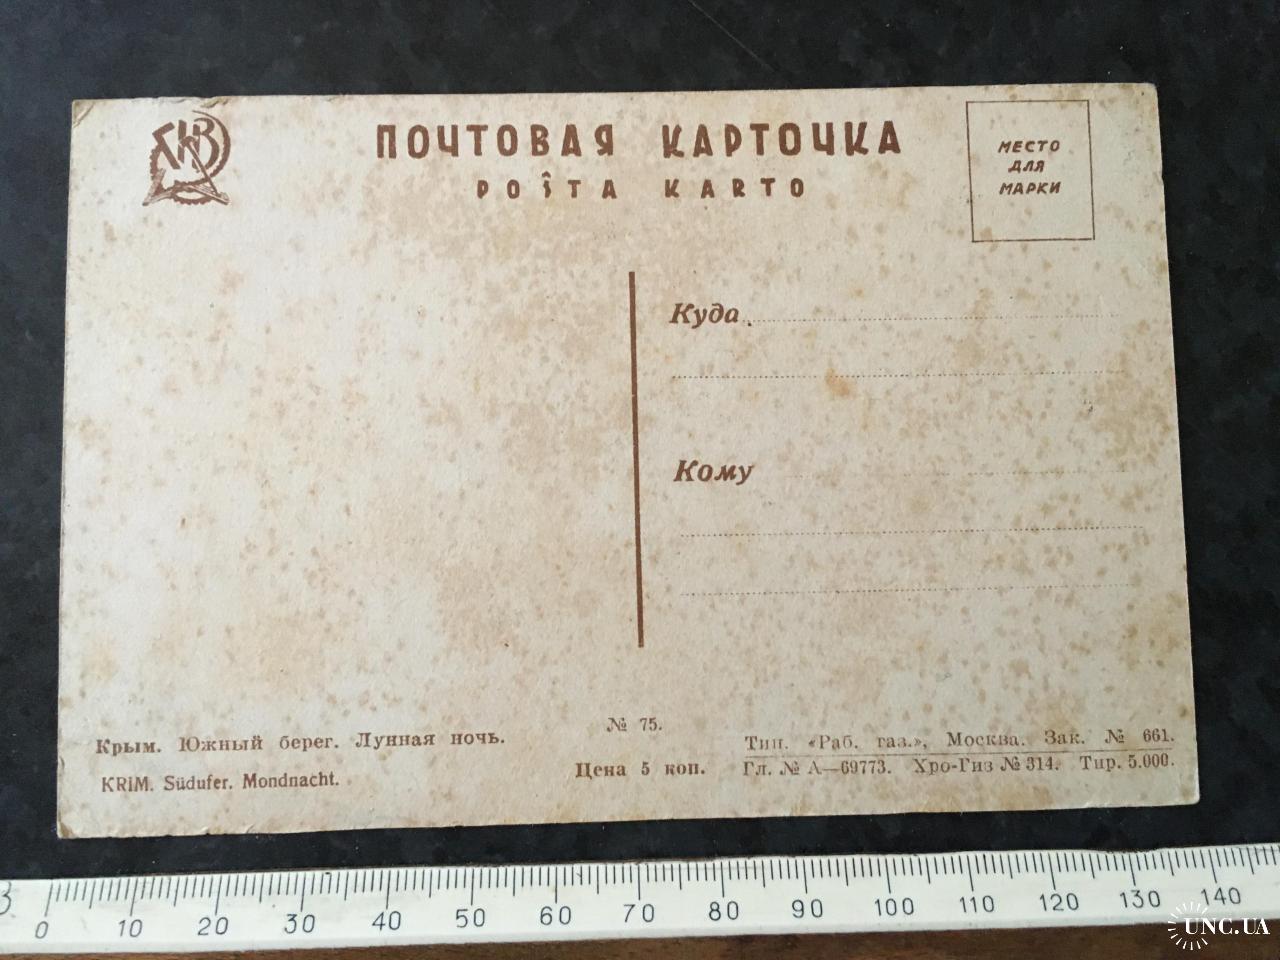 ПОЧТОВАЯ КАРТОЧКА
POŜTA KARTO
МЕСТО
ДЛЯ
МАРКИ
Куда
Кому
№ 75.
Крым. Южный берег. Лунная ночь.
KRIM. Südufer. Mondnacht.
Цена 5 коп.
Тип. «Раб. газ.», Москва. Зак. № 661.
Гл. № А—69773. Хро-Гиз № 314. Тир. 5.000.
0 10 20 30 40 50 60 70 80 90 100 110 120 130 140
UNC.UA